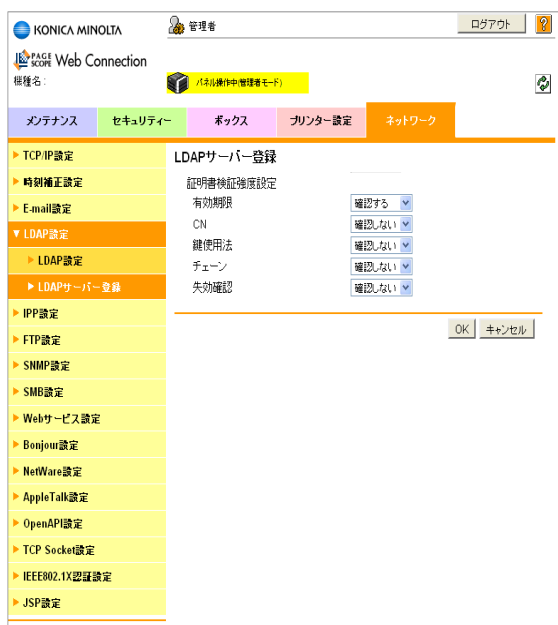 KONICA MINOLTA
管理者
ログアウト
?
PAGE SCOPE Web Connection
機種名:
パネル操作中(管理者モード)
メンテナンス
セキュリティー
ボックス
プリンター設定
ネットワーク
TCP/IP設定
時刻補正設定
E-mail設定
LDAP設定
LDAP設定
LDAPサーバー登録
IPP設定
FTP設定
SNMP設定
SMB設定
Webサービス設定
Bonjour設定
NetWare設定
AppleTalk設定
OpenAPI設定
TCP Socket設定
IEEE802.1X認証設定
JSP設定
LDAPサーバー登録
証明書検証強度設定
有効期限 確認する
CN 確認しない
鍵使用法 確認しない
チェーン 確認しない
失効確認 確認しない
OK キャンセル